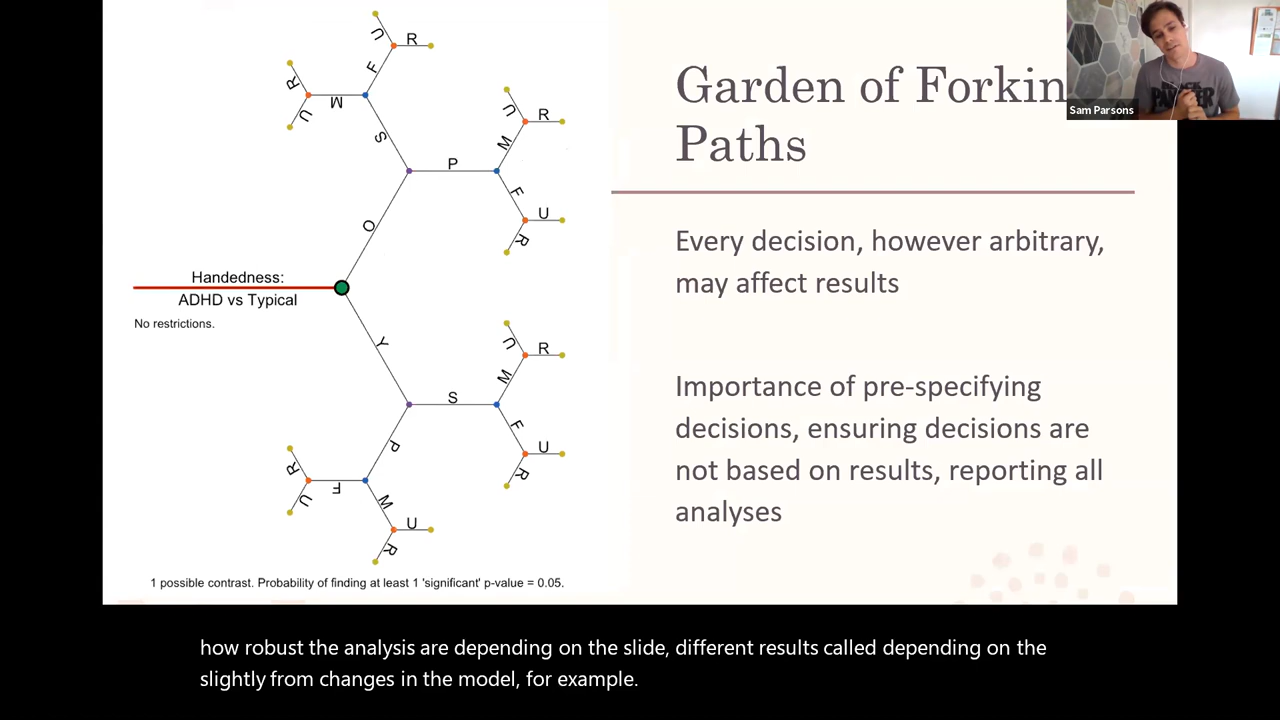 Garden of Forkin
Paths
Sam Parsons
Every decision, however arbitrary,
may affect results
Importance of pre-specifying
decisions, ensuring decisions are
not based on results, reporting all
analyses
Handedness:
ADHD vs Typical
No restrictions.
O
Y
S
P
M
F
R
U
U
R
M
F
U
R
U
R
S
P
M
F
U
R
U
R
F
M
R
U
U
R
1 possible contrast. Probability of finding at least 1 'significant' p-value = 0.05.
how robust the analysis are depending on the slide, different results called depending on the
slightly from changes in the model, for example.